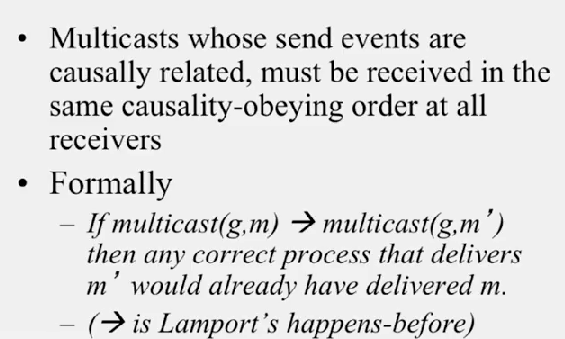 • Multicasts whose send events are
causally related, must be received in the
same causality-obeying order at all
receivers
• Formally
– If multicast(g,m) → multicast(g,m’)
then any correct process that delivers
m’ would already have delivered m.
– (→ is Lamport’s happens-before)